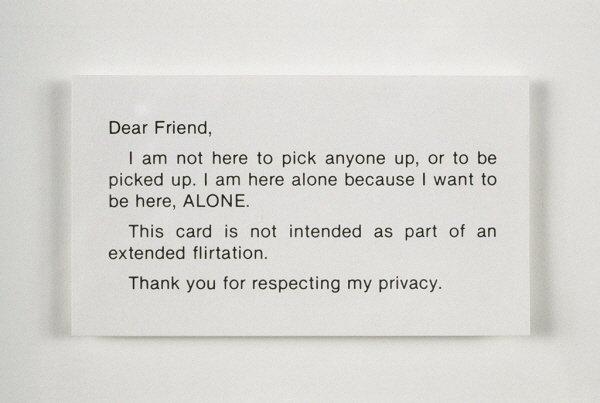 Dear Friend,
I am not here to pick anyone up, or to be
picked up. I am here alone because I want to
be here, ALONE.
This card is not intended as part of an
extended flirtation.
Thank you for respecting my privacy.